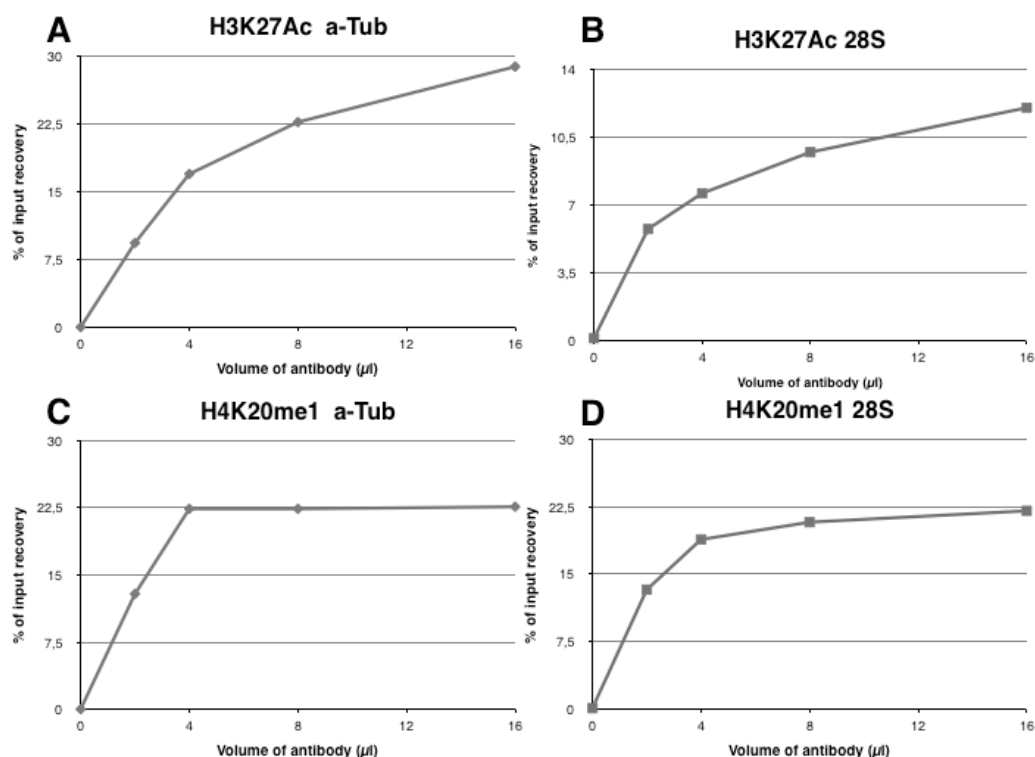 A
H3K27Ac a-Tub
30
22,5
15
7,5
0
% of input recovery
0 4 8 12 16
Volume of antibody (µl)
B
H3K27Ac 28S
14
10,5
7
3,5
0
% of input recovery
0 4 8 12 16
Volume of antibody (µl)
C
H4K20me1 a-Tub
30
22,5
15
7,5
0
% of input recovery
0 4 8 12 16
Volume of antibody (µl)
D
H4K20me1 28S
30
22,5
15
7,5
0
% of input recovery
0 4 8 12 16
Volume of antibody (µl)